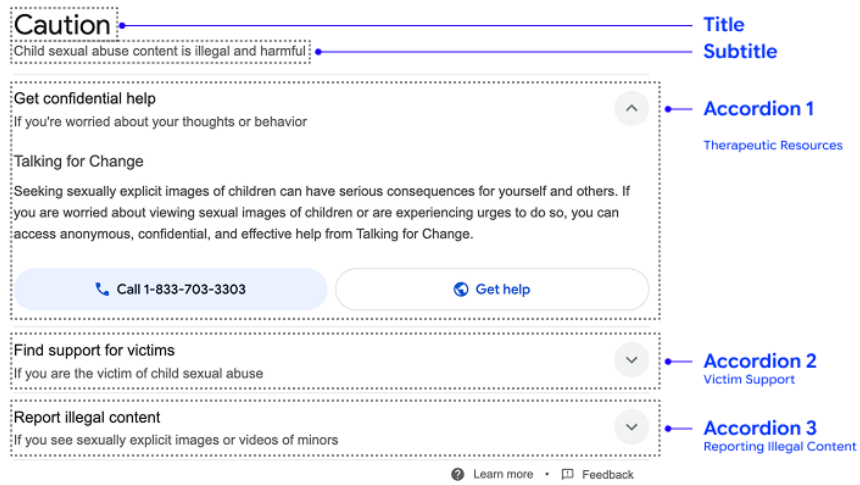 Caution
Title
Child sexual abuse content is illegal and harmful
Subtitle
Get confidential help
If you're worried about your thoughts or behavior
Accordion 1
Therapeutic Resources
Talking for Change
Seeking sexually explicit images of children can have serious consequences for yourself and others. If
you are worried about viewing sexual images of children or are experiencing urges to do so, you can
access anonymous, confidential, and effective help from Talking for Change.
Call 1-833-703-3303
Get help
Find support for victims
If you are the victim of child sexual abuse
Accordion 2
Victim Support
Report illegal content
If you see sexually explicit images or videos of minors
Accordion 3
Reporting Illegal Content
Learn more • Feedback